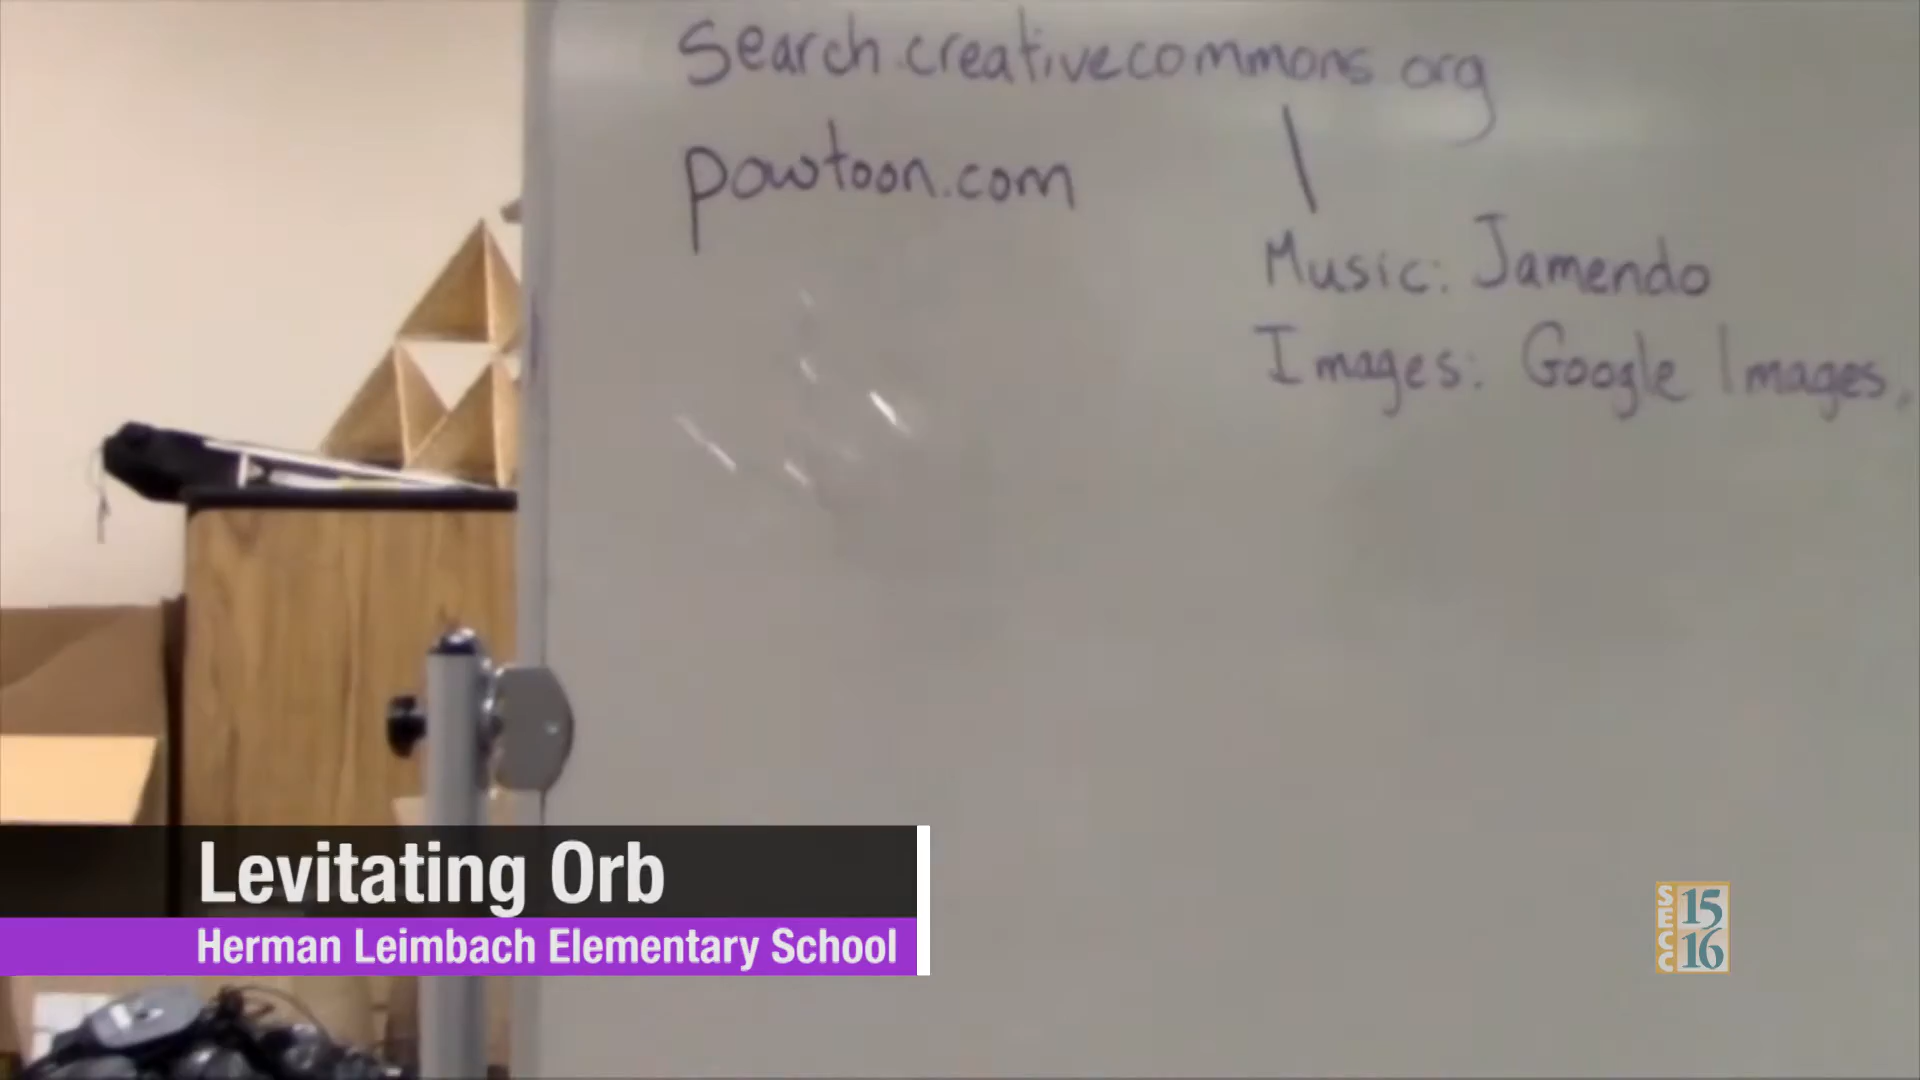 Search.creativecommons.org
powtoon.com
Music: Jamendo
Images: Google Images,
Levitating Orb
Herman Leimbach Elementary School
SECC
15
16